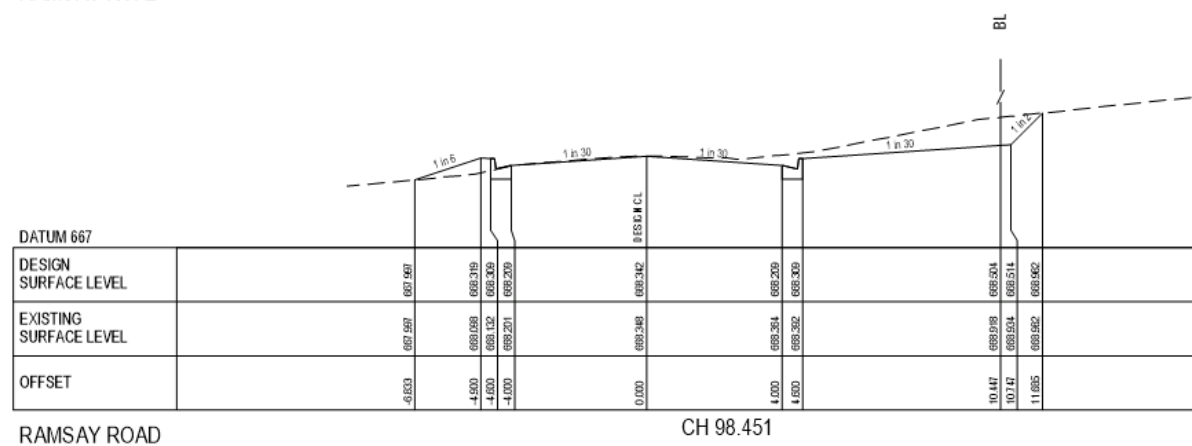 BL
1 in 6
1 in 30
1 in 30
1 in 30
1 in 2
DESIGN CL
DATUM 667
DESIGN
SURFACE LEVEL
667.997 668.319 668.309 668.209 668.342 668.209 668.309 668.504 668.514 668.962
EXISTING
SURFACE LEVEL
667.997 668.098 668.132 668.201 668.348 668.364 668.392 668.918 668.934 668.962
OFFSET
-6.833 -4.900 -4.600 -4.000 0.000 4.000 4.600 10.447 10.747 11.685
RAMSAY ROAD
CH 98.451